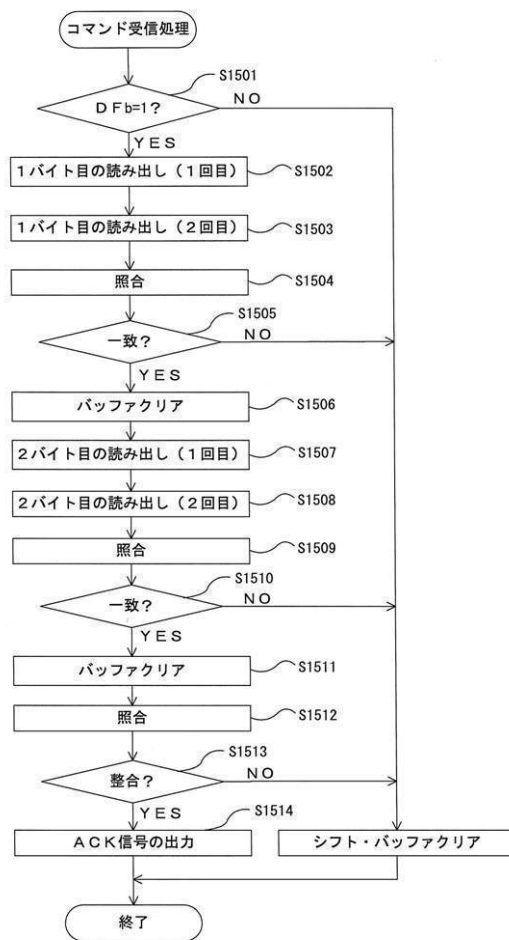 コマンド受信処理
S1501
DFb=1?
NO
YES
1バイト目の読み出し(1回目)
S1502
1バイト目の読み出し(2回目)
S1503
照合
S1504
S1505
一致?
NO
YES
バッファクリア
S1506
2バイト目の読み出し(1回目)
S1507
2バイト目の読み出し(2回目)
S1508
照合
S1509
S1510
一致?
NO
YES
バッファクリア
S1511
照合
S1512
S1513
整合?
NO
YES
S1514
ACK信号の出力
シフト・バッファクリア
終了